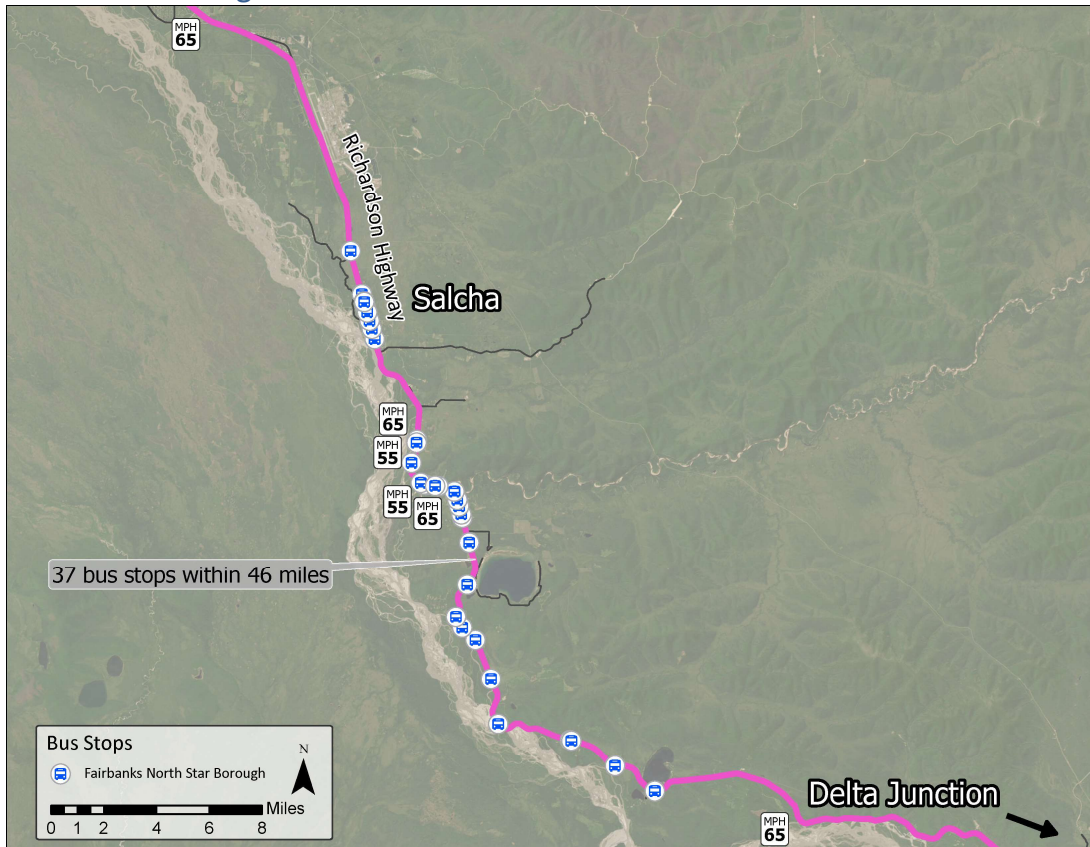 MPH
65
Richardson Highway
Salcha
MPH
65
MPH
55
MPH
55
MPH
65
37 bus stops within 46 miles
Bus Stops
Fairbanks North Star Borough
N
Miles
0 1 2 4 6 8
Delta Junction
MPH
65